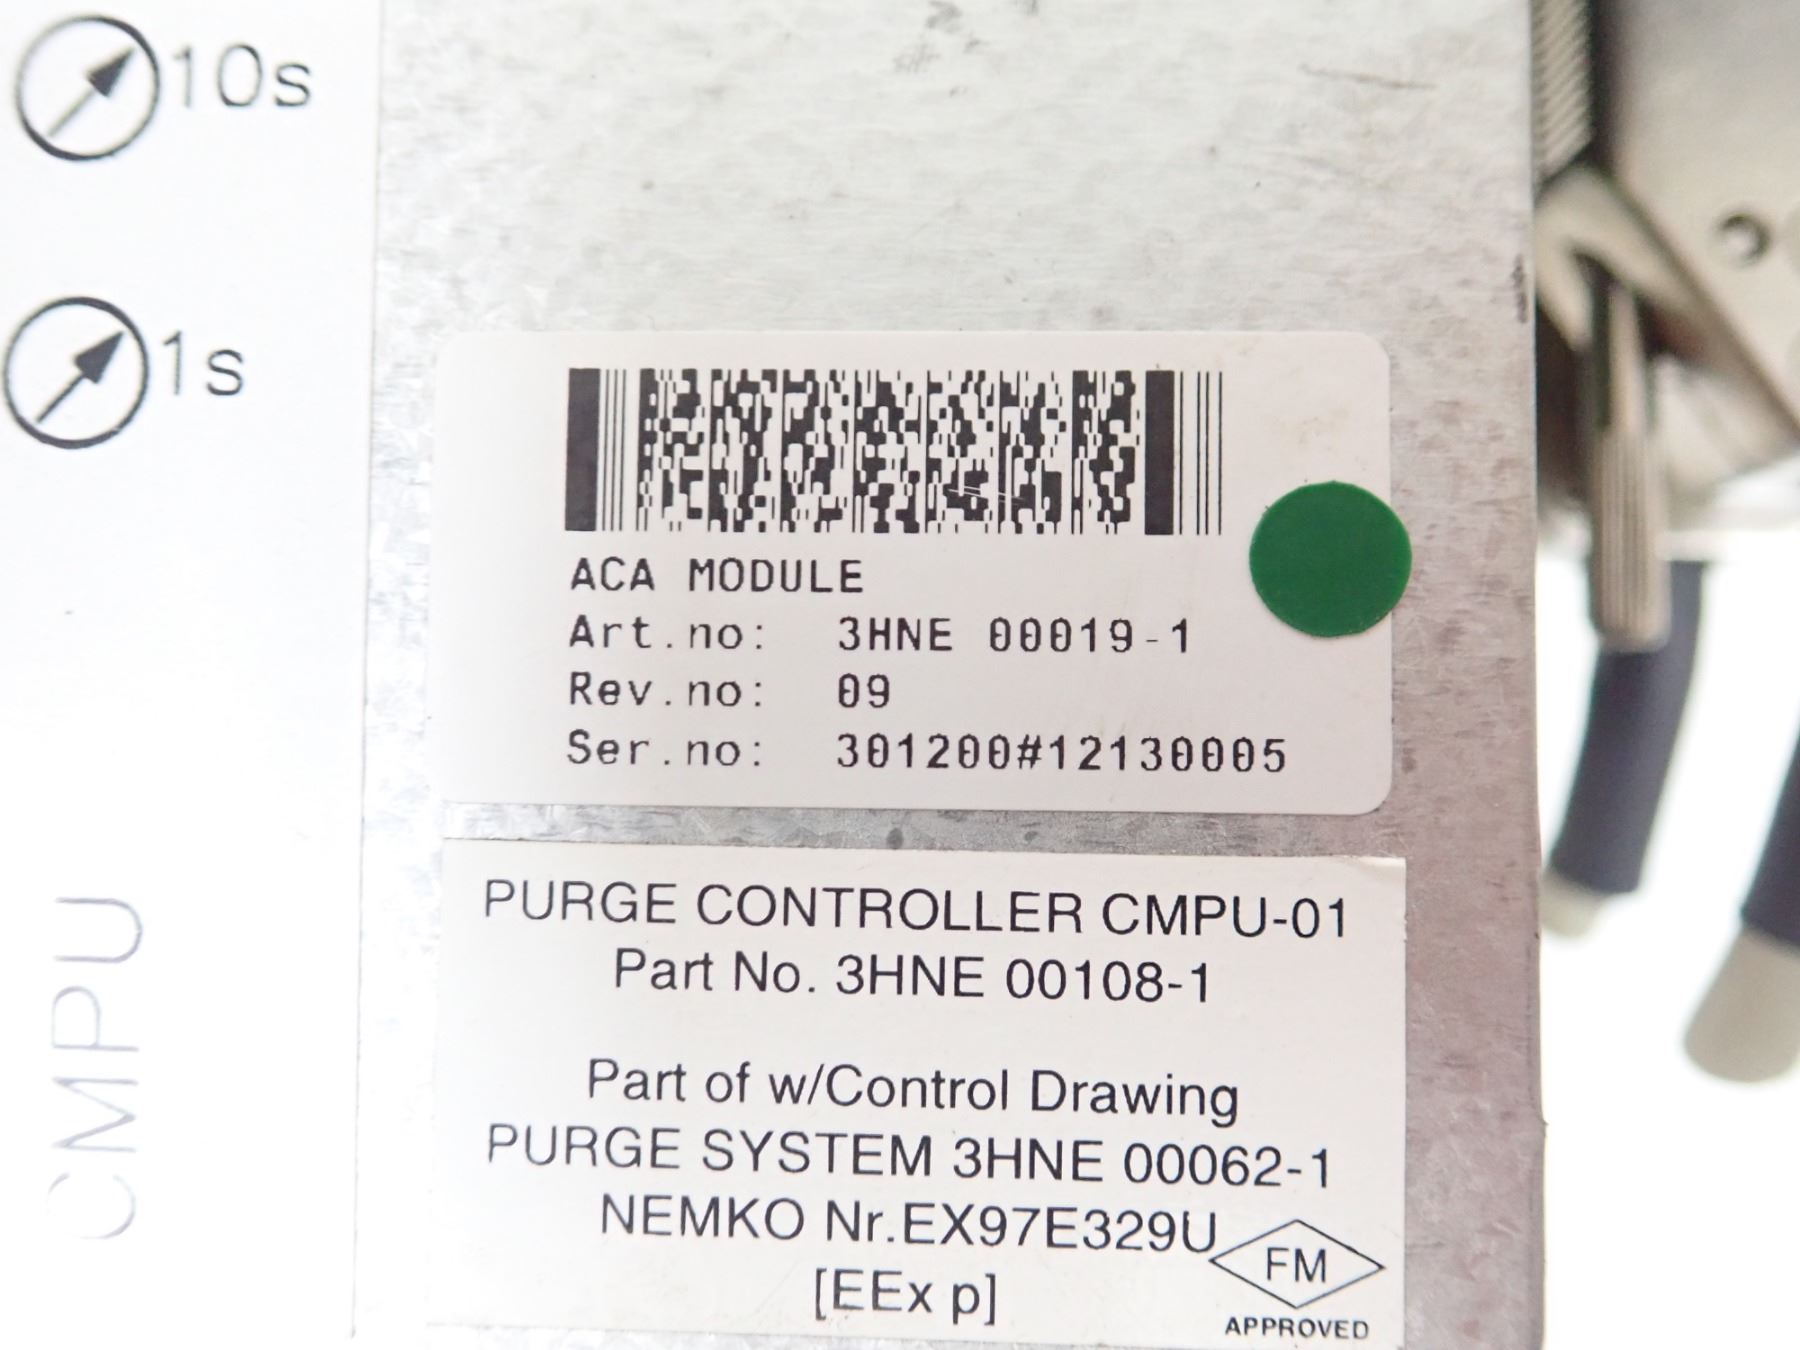 10s
1s
CMPU
ACA MODULE
Art.no: 3HNE 00019-1
Rev.no: 09
Ser.no: 301200#12130005
PURGE CONTROLLER CMPU-01
Part No. 3HNE 00108-1
Part of w/Control Drawing
PURGE SYSTEM 3HNE 00062-1
NEMKO Nr.EX97E329U
[EEx p]
FM
APPROVED